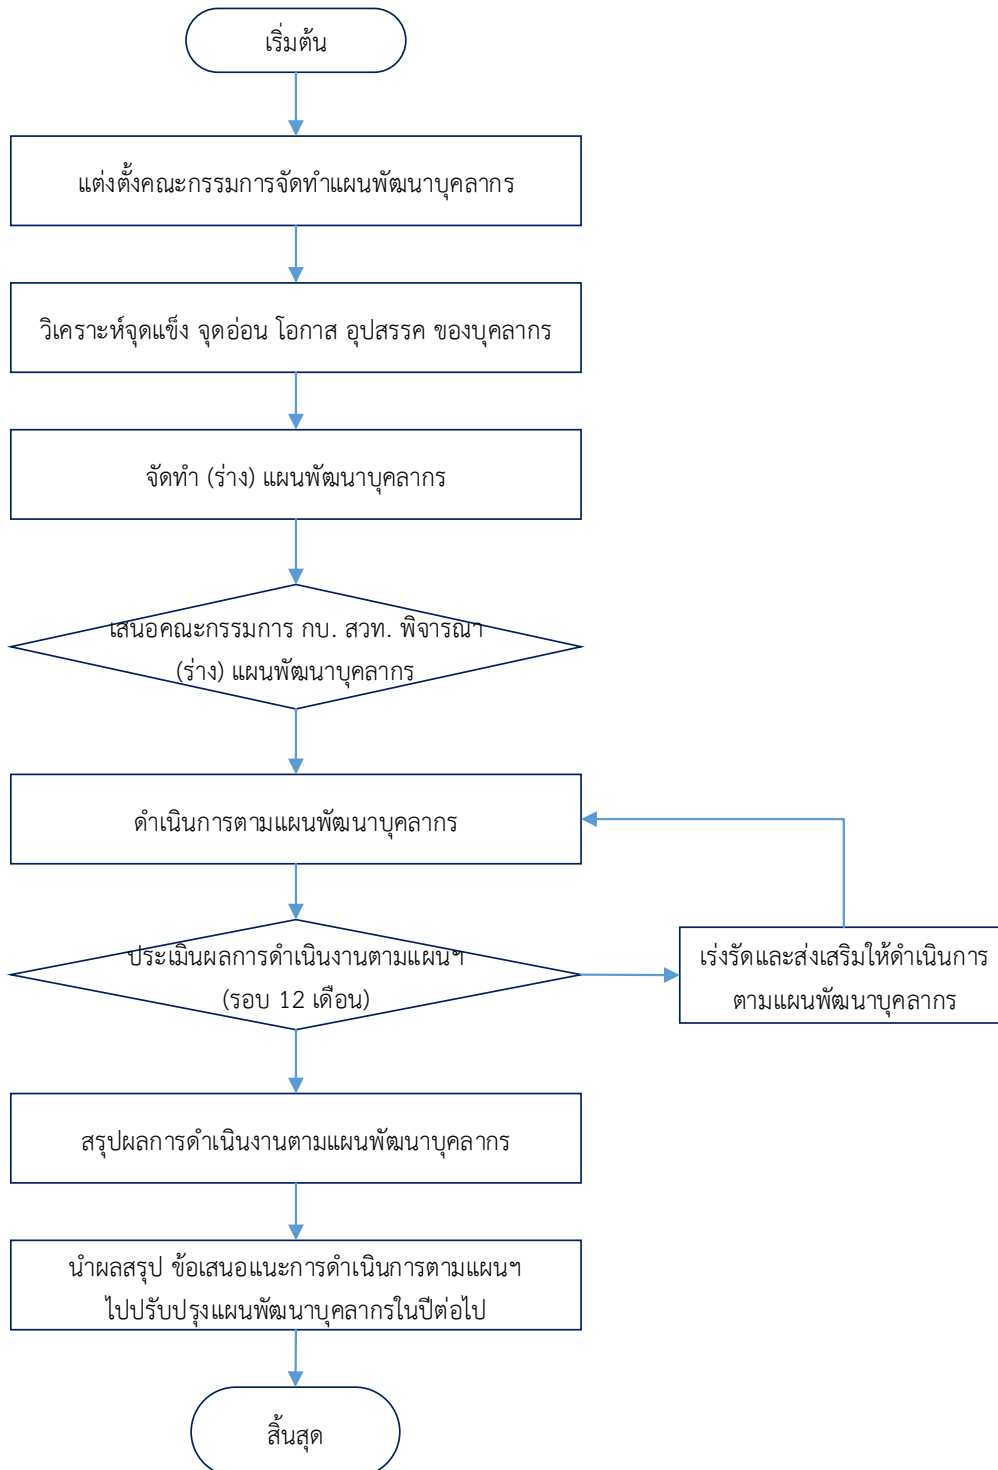 เริ่มต้น
แต่งตั้งคณะกรรมการจัดทำแผนพัฒนาบุคลากร
วิเคราะห์จุดแข็ง จุดอ่อน โอกาส อุปสรรค ของบุคลากร
จัดทำ (ร่าง) แผนพัฒนาบุคลากร
เสนอคณะกรรมการ กบ. สวท. พิจารณา
(ร่าง) แผนพัฒนาบุคลากร
ดำเนินการตามแผนพัฒนาบุคลากร
ประเมินผลการดำเนินงานตามแผนฯ
(รอบ 12 เดือน)
เร่งรัดและส่งเสริมให้ดำเนินการ
ตามแผนพัฒนาบุคลากร
สรุปผลการดำเนินงานตามแผนพัฒนาบุคลากร
นำผลสรุป ข้อเสนอแนะการดำเนินการตามแผนฯ
ไปปรับปรุงแผนพัฒนาบุคลากรในปีต่อไป
สิ้นสุด